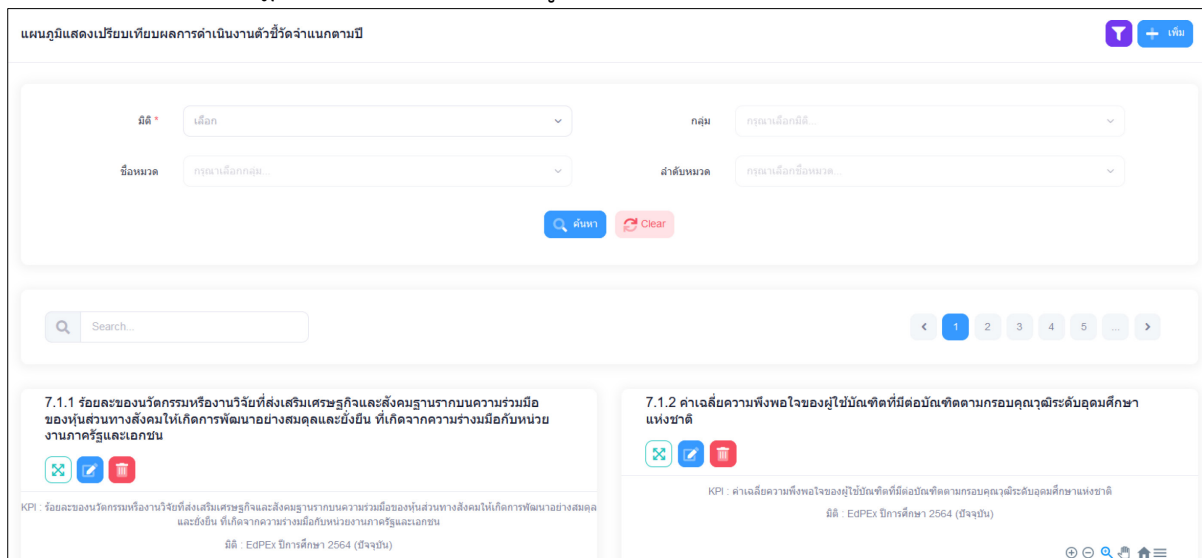 แผนภูมิแสดงเปรียบเทียบผลการดำเนินงานตัวชี้วัดจำแนกตามปี
เพิ่ม
มิติ * เลือก กลุ่ม กรุณาเลือกมิติ...
ชื่อหมวด กรุณาเลือกกลุ่ม... ลำดับหมวด กรุณาเลือกชื่อหมวด...
ค้นหา Clear
Search... 1 2 3 4 5 ...
7.1.1 ร้อยละของนวัตกรรมหรืองานวิจัยที่ส่งเสริมเศรษฐกิจและสังคมฐานรากบนความร่วมมือ
ของหุ้นส่วนทางสังคมให้เกิดการพัฒนาอย่างสมดุลและยั่งยืน ที่เกิดจากความร่างมมือกับหน่วย
งานภาครัฐและเอกชน
KPI : ร้อยละของนวัตกรรมหรืองานวิจัยที่ส่งเสริมเศรษฐกิจและสังคมฐานรากบนความร่วมมือของหุ้นส่วนทางสังคมให้เกิดการพัฒนาอย่างสมดุล
และยั่งยืน ที่เกิดจากความร่างมมือกับหน่วยงานภาครัฐและเอกชน
มิติ : EdPEx ปีการศึกษา 2564 (ปัจจุบัน)
7.1.2 ค่าเฉลี่ยความพึงพอใจของผู้ใช้บัณฑิตที่มีต่อบัณฑิตตามกรอบคุณวุฒิระดับอุดมศึกษา
แห่งชาติ
KPI : ค่าเฉลี่ยความพึงพอใจของผู้ใช้บัณฑิตที่มีต่อบัณฑิตตามกรอบคุณวุฒิระดับอุดมศึกษาแห่งชาติ
มิติ : EdPEx ปีการศึกษา 2564 (ปัจจุบัน)